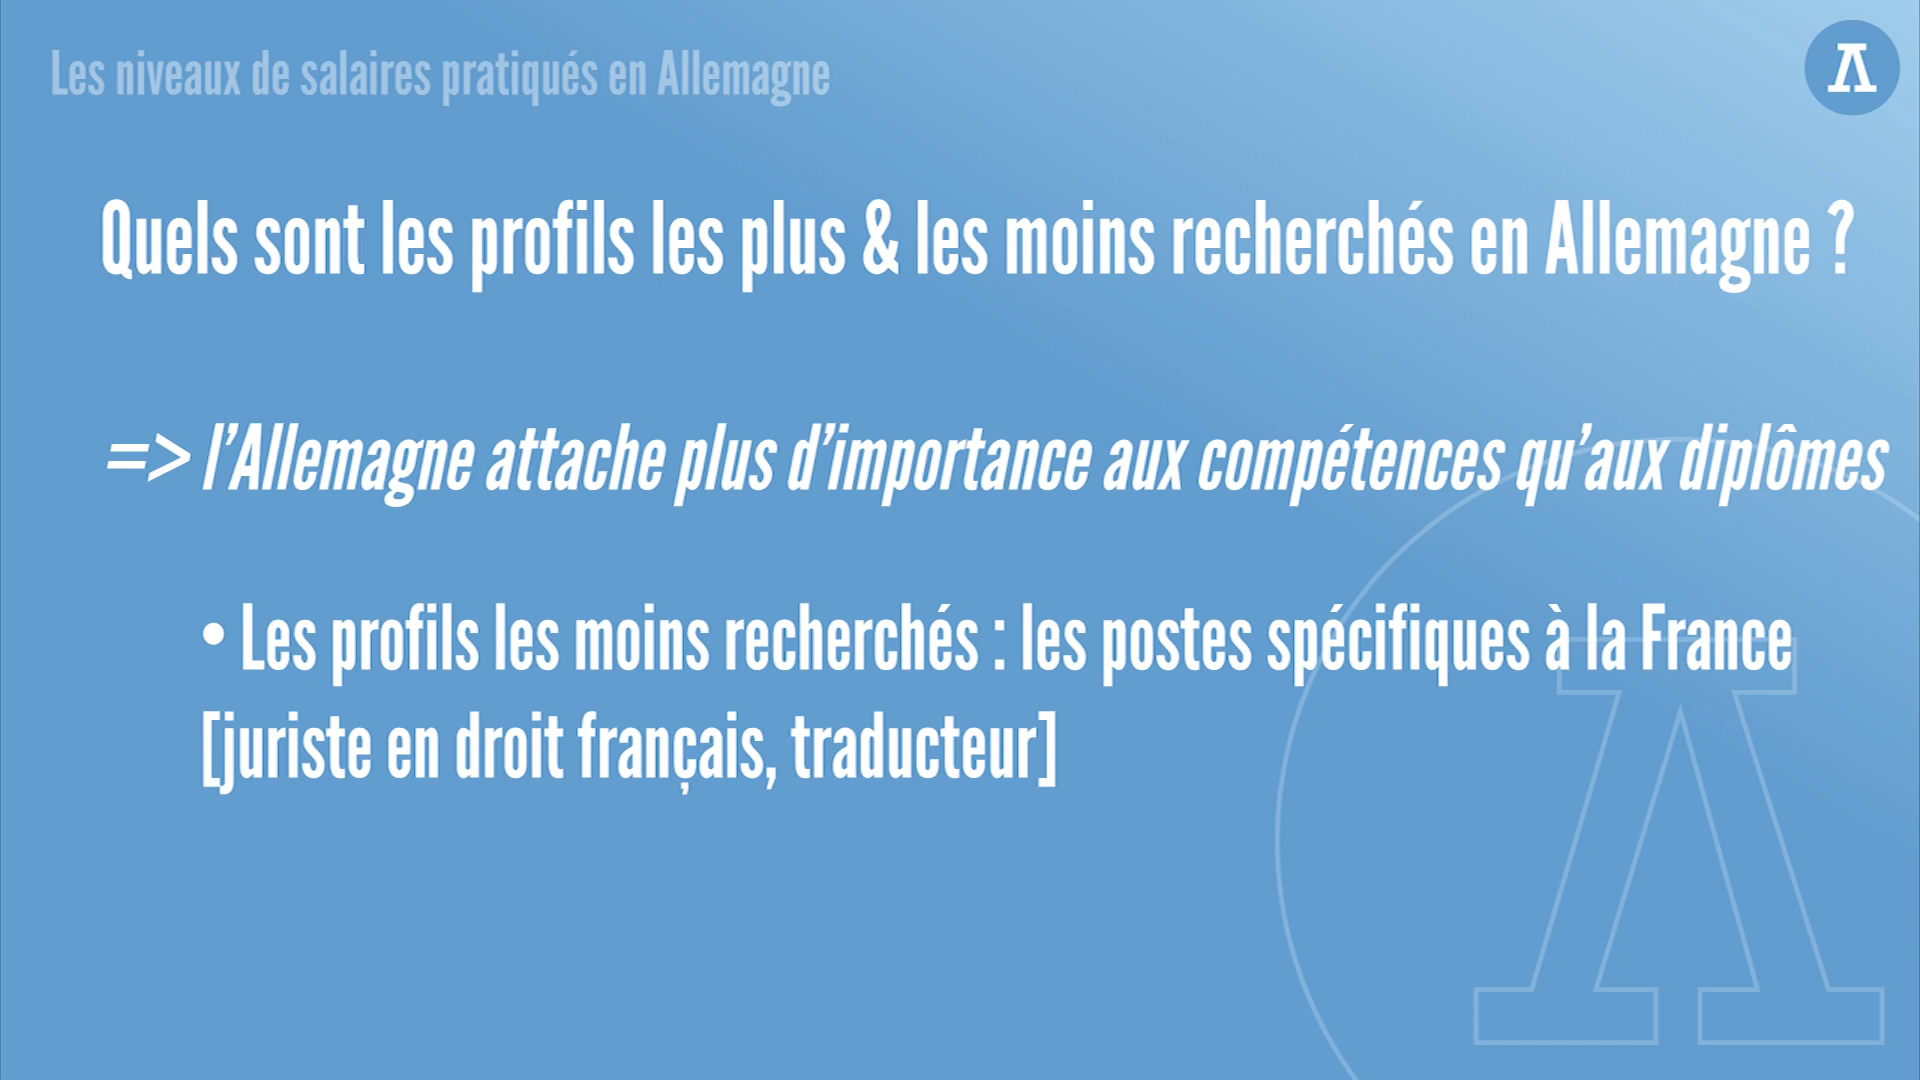 Les niveaux de salaires pratiqués en Allemagne
Quels sont les profils les plus & les moins recherchés en Allemagne ?
=> l’Allemagne attache plus d’importance aux compétences qu’aux diplômes
• Les profils les moins recherchés : les postes spécifiques à la France
[juriste en droit français, traducteur]